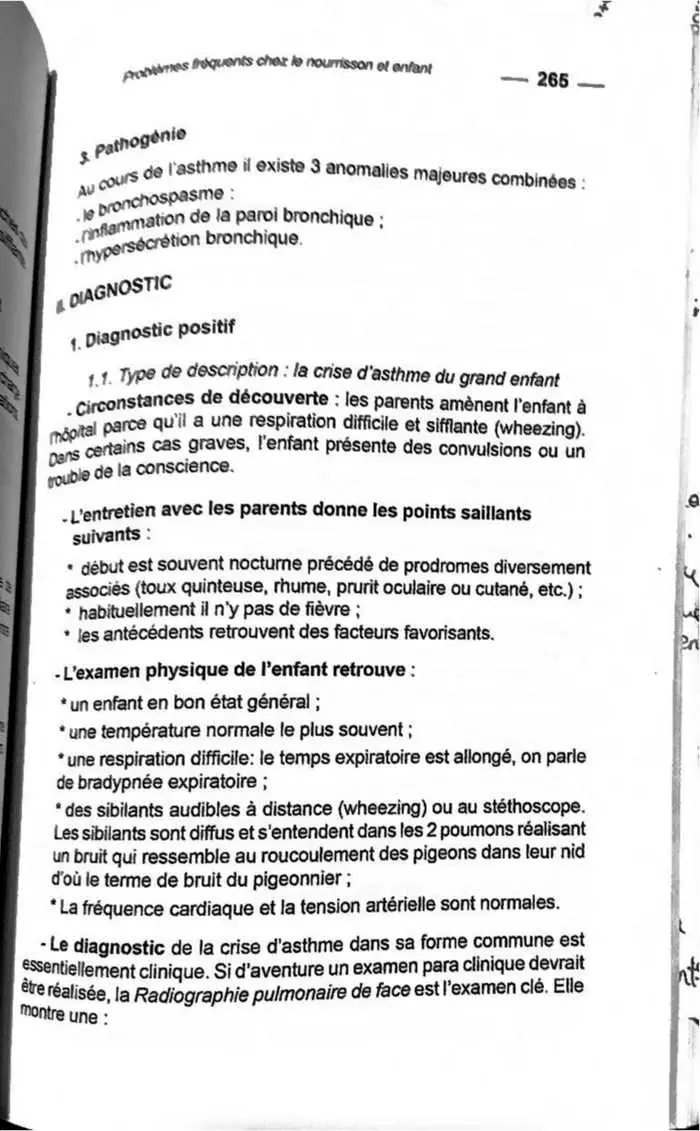 Problèmes fréquents chez le nourrisson et enfant
— 265 —
3. Pathogénie
Au cours de l'asthme il existe 3 anomalies majeures combinées :
- le bronchospasme :
- l'inflammation de la paroi bronchique ;
- l'hypersécrétion bronchique.
II. DIAGNOSTIC
1. Diagnostic positif
1.1. Type de description : la crise d'asthme du grand enfant
- Circonstances de découverte : les parents amènent l'enfant à
l'hôpital parce qu'il a une respiration difficile et sifflante (wheezing).
Dans certains cas graves, l'enfant présente des convulsions ou un
trouble de la conscience.
- L'entretien avec les parents donne les points saillants
suivants :
* début est souvent nocturne précédé de prodromes diversement
associés (toux quinteuse, rhume, prurit oculaire ou cutané, etc.) ;
* habituellement il n'y pas de fièvre ;
* les antécédents retrouvent des facteurs favorisants.
- L'examen physique de l'enfant retrouve :
* un enfant en bon état général ;
* une température normale le plus souvent ;
* une respiration difficile: le temps expiratoire est allongé, on parle
de bradypnée expiratoire ;
* des sibilants audibles à distance (wheezing) ou au stéthoscope.
Les sibilants sont diffus et s'entendent dans les 2 poumons réalisant
un bruit qui ressemble au roucoulement des pigeons dans leur nid
d'où le terme de bruit du pigeonnier ;
* La fréquence cardiaque et la tension artérielle sont normales.
- Le diagnostic de la crise d'asthme dans sa forme commune est
essentiellement clinique. Si d'aventure un examen para clinique devrait
être réalisée, la Radiographie pulmonaire de face est l'examen clé. Elle
montre une :